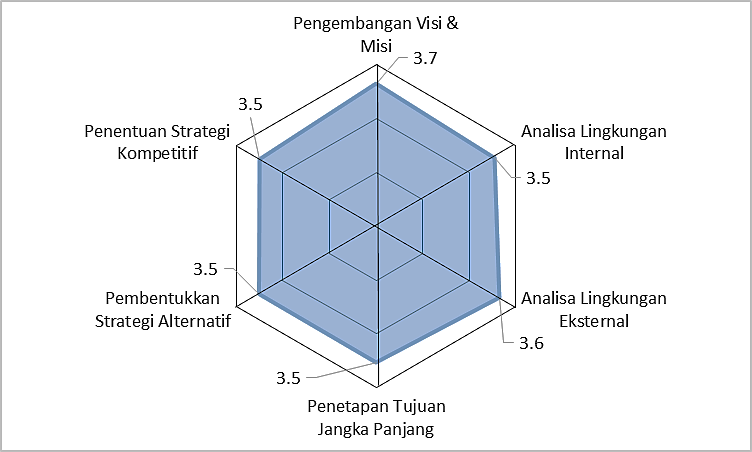 Pengembangan Visi &
Misi
3.7
3.5
Penentuan Strategi
Kompetitif
Analisa Lingkungan
Internal
3.5
3.5
Pembentukkan
Strategi Alternatif
Analisa Lingkungan
Eksternal
3.6
3.5
Penetapan Tujuan
Jangka Panjang